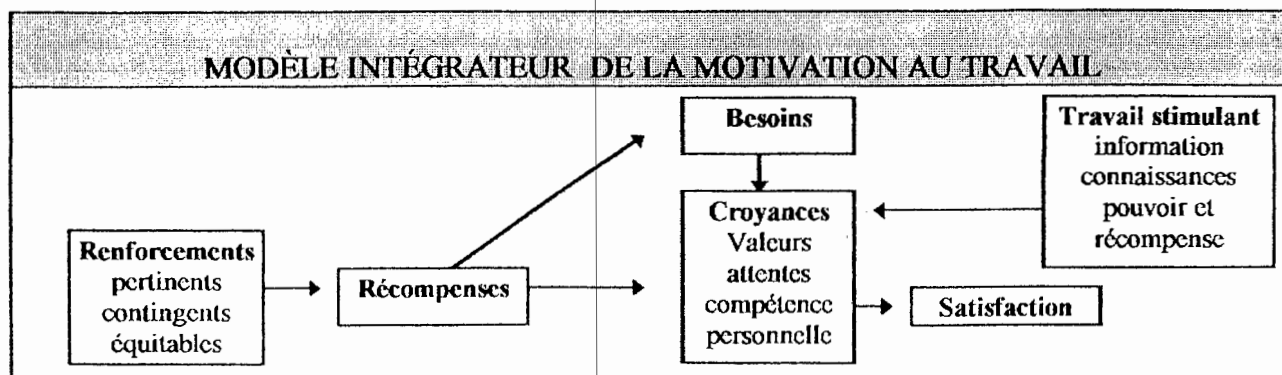 MODÈLE INTÉGRATEUR DE LA MOTIVATION AU TRAVAIL
Besoins
Travail stimulant
information
connaissances
pouvoir et
récompense
Croyances
Valeurs
attentes
compétence
personnelle
Renforcements
pertinents
contingents
équitables
Récompenses
Satisfaction